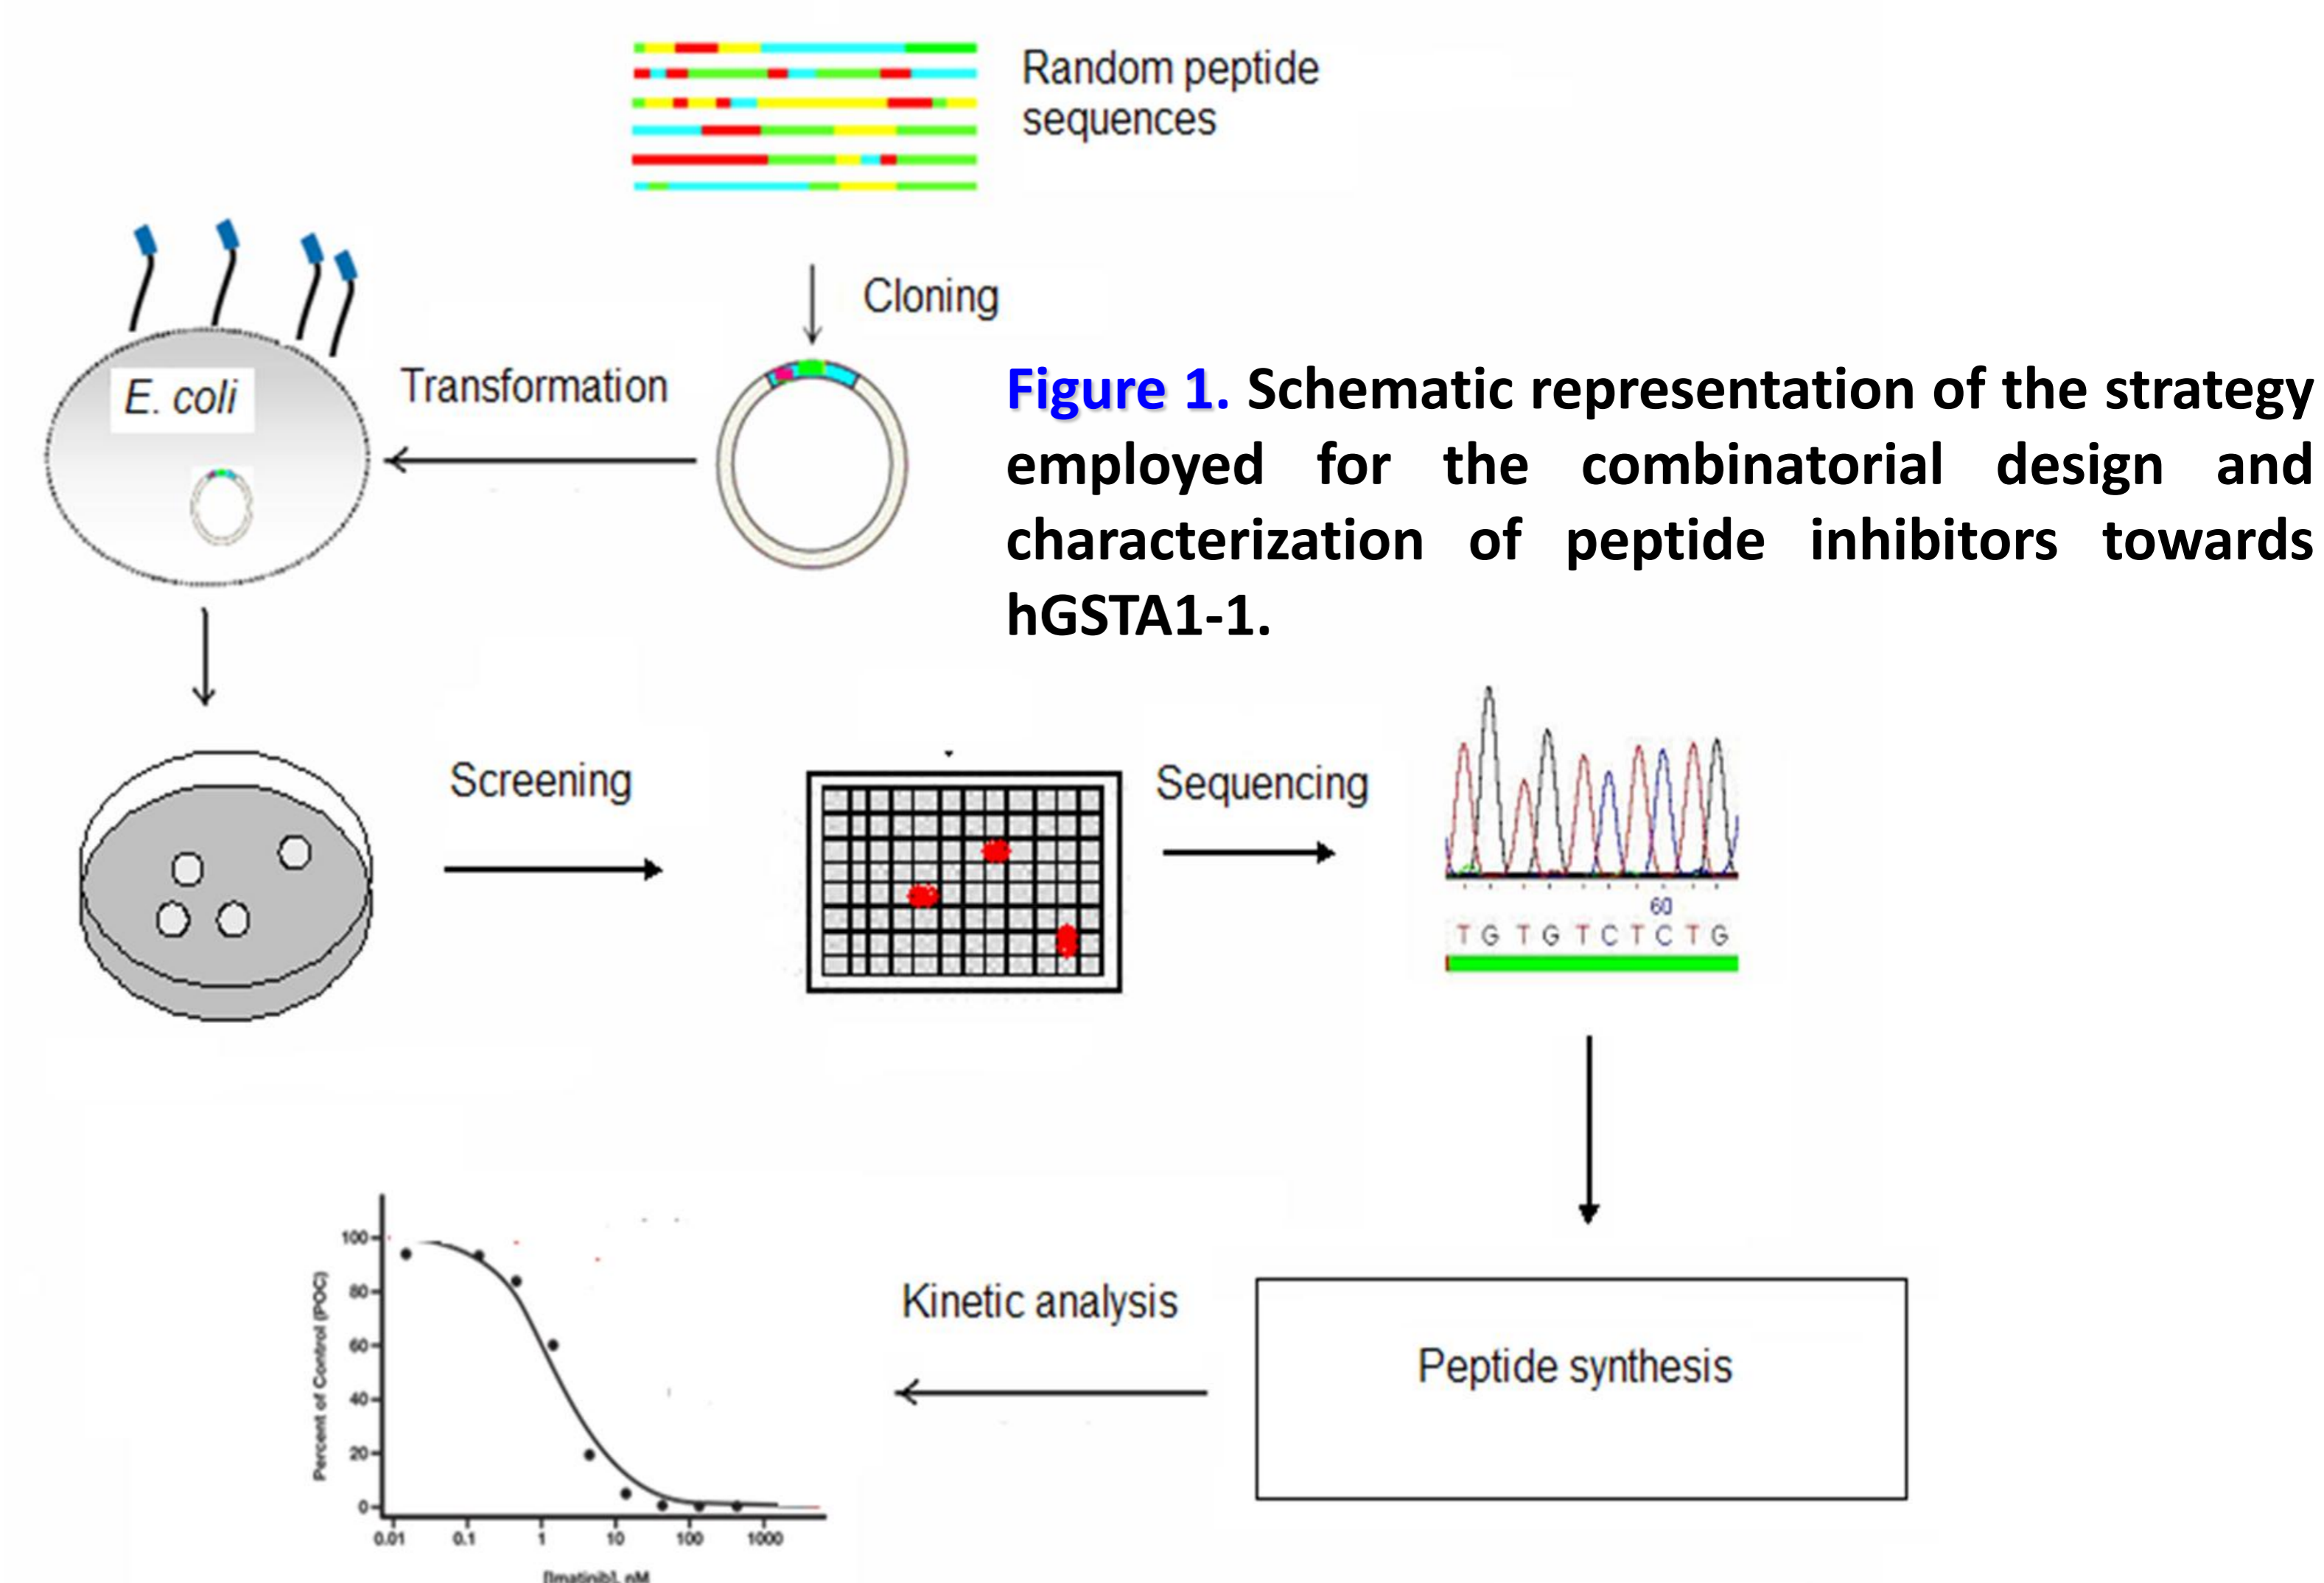 Random peptide
sequences
Cloning
E. coli
Transformation
Figure 1. Schematic representation of the strategy
employed for the combinatorial design and
characterization of peptide inhibitors towards
hGSTA1-1.
Screening
Sequencing
60
T G T G T C T C T G
Kinetic analysis
Peptide synthesis
Percent of Control (POC)
100
80
60
40
20
0
0.01 0.1 1 10 100 1000
[Imatinib], nM